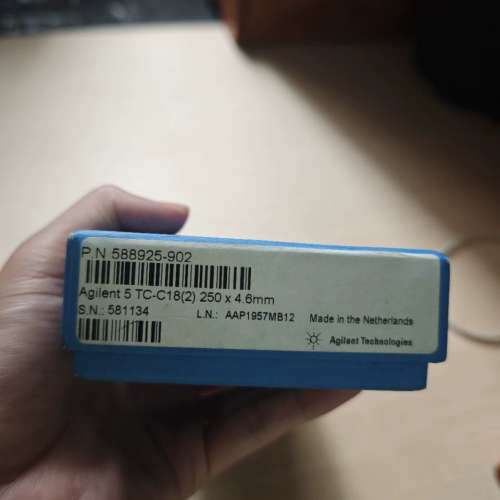 P.N 588925-902
Agilent 5 TC-C18(2) 250 x 4.6mm
S.N.: 581134 L.N.: AAP1957MB12 Made in the Netherlands
Agilent Technologies